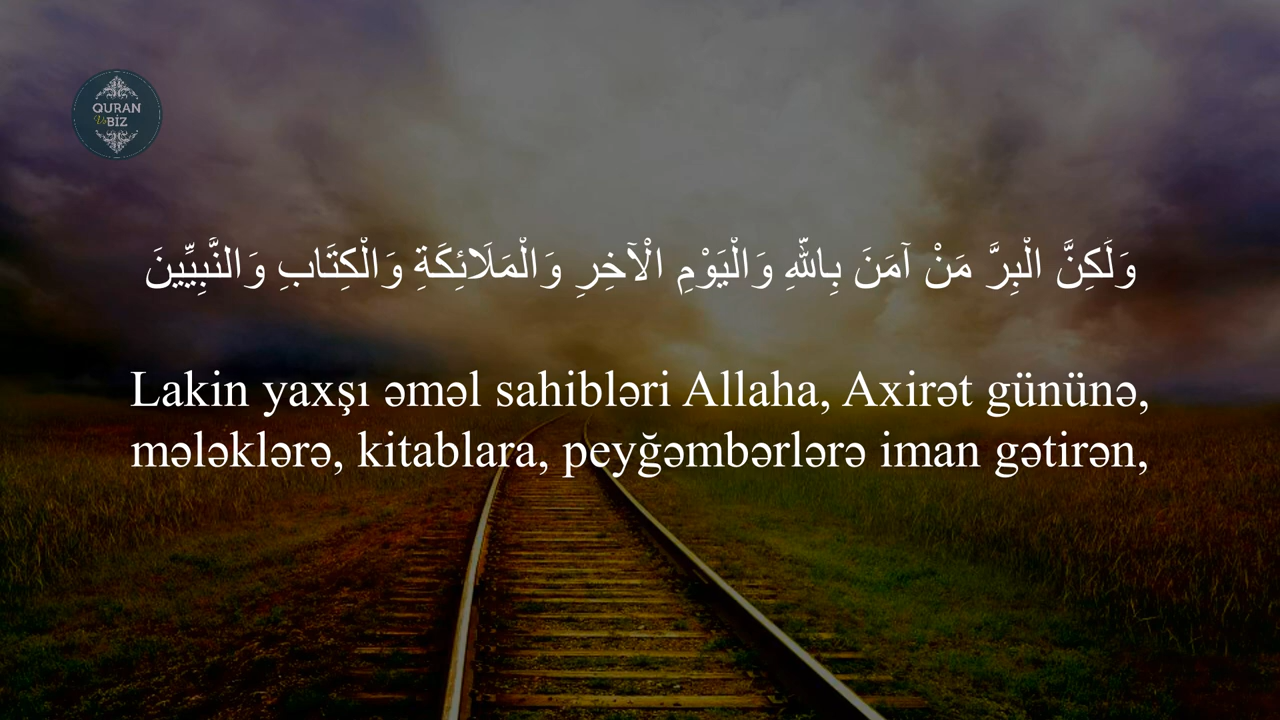 QURAN
Və BİZ
وَلَكِنَّ الْبِرَّ مَنْ آمَنَ بِاللَّهِ وَالْيَوْمِ الْآخِرِ وَالْمَلَائِكَةِ وَالْكِتَابِ وَالنَّبِيِّينَ
Lakin yaxşı əməl sahibləri Allaha, Axirət gününə,
mələklərə, kitablara, peyğəmbərlərə iman gətirən,